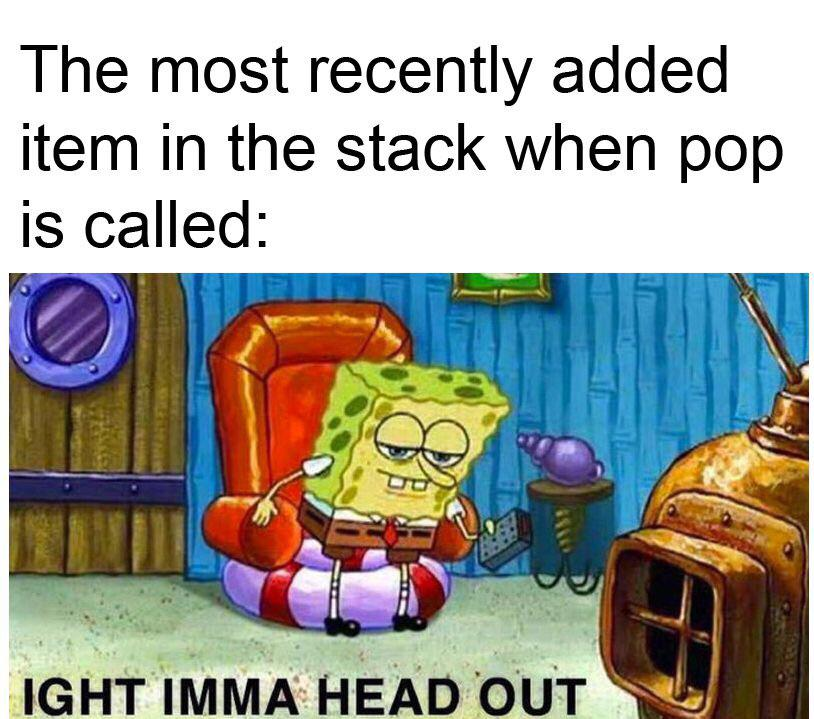 The most recently added
item in the stack when pop
is called:
IGHT IMMA HEAD OUT